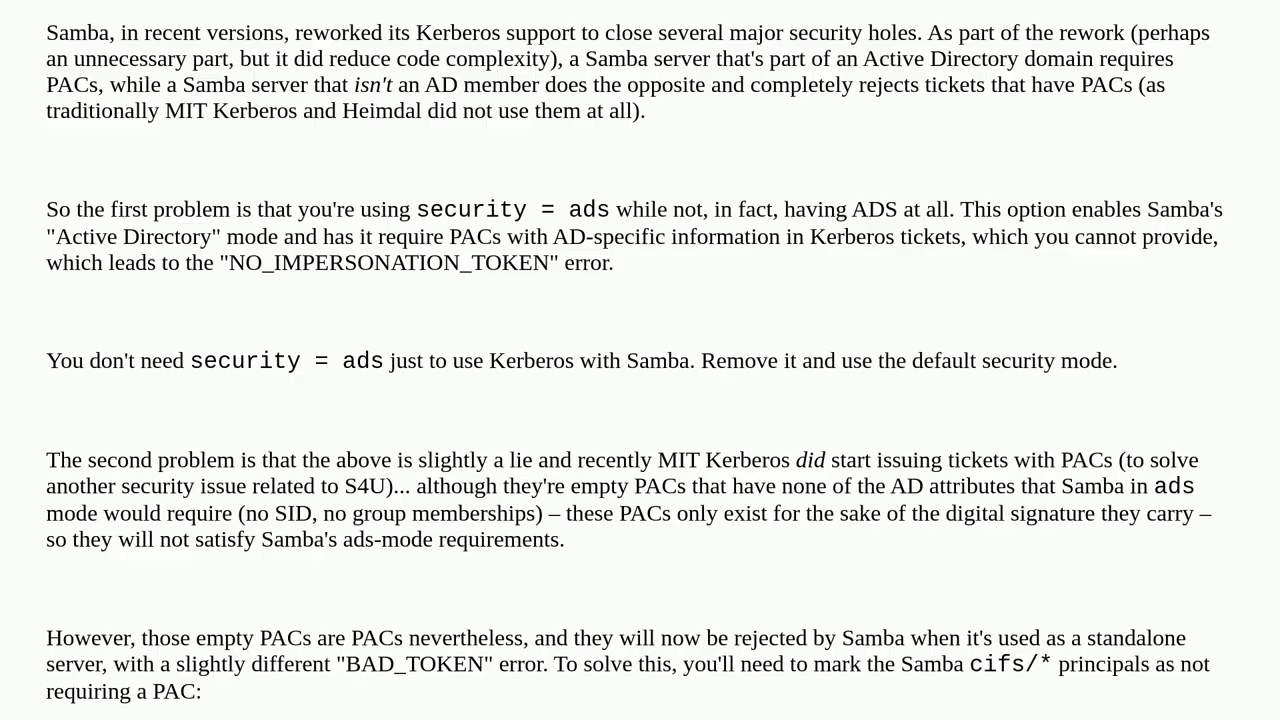 Samba, in recent versions, reworked its Kerberos support to close several major security holes. As part of the rework (perhaps
an unnecessary part, but it did reduce code complexity), a Samba server that's part of an Active Directory domain requires
PACs, while a Samba server that isn't an AD member does the opposite and completely rejects tickets that have PACs (as
traditionally MIT Kerberos and Heimdal did not use them at all).
So the first problem is that you're using security = ads while not, in fact, having ADS at all. This option enables Samba's
"Active Directory" mode and has it require PACs with AD-specific information in Kerberos tickets, which you cannot provide,
which leads to the "NO_IMPERSONATION_TOKEN" error.
You don't need security = ads just to use Kerberos with Samba. Remove it and use the default security mode.
The second problem is that the above is slightly a lie and recently MIT Kerberos did start issuing tickets with PACs (to solve
another security issue related to S4U)... although they're empty PACs that have none of the AD attributes that Samba in ads
mode would require (no SID, no group memberships) – these PACs only exist for the sake of the digital signature they carry –
so they will not satisfy Samba's ads-mode requirements.
However, those empty PACs are PACs nevertheless, and they will now be rejected by Samba when it's used as a standalone
server, with a slightly different "BAD_TOKEN" error. To solve this, you'll need to mark the Samba cifs/* principals as not
requiring a PAC: